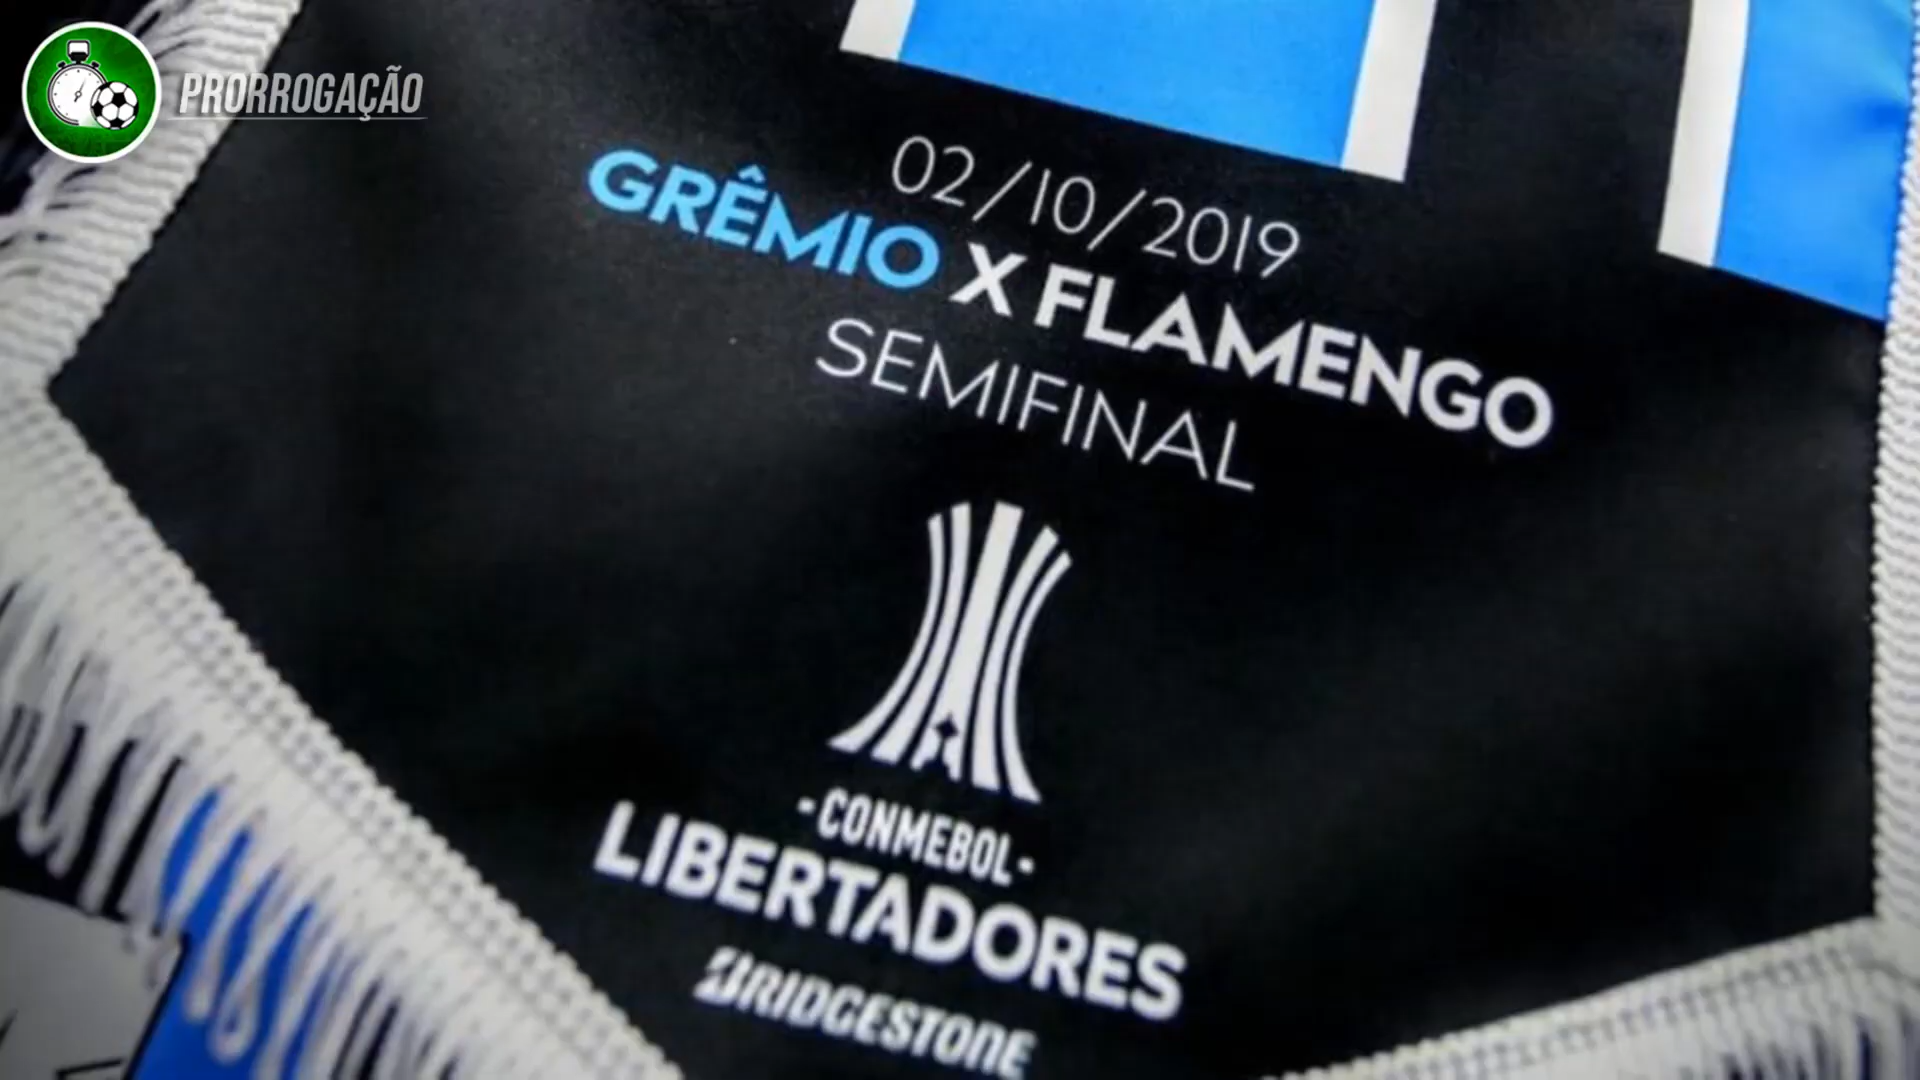 PRORROGAÇÃO
02/10/2019
GRÊMIO X FLAMENGO
SEMIFINAL
-CONMEBOL-
LIBERTADORES
BRIDGESTONE